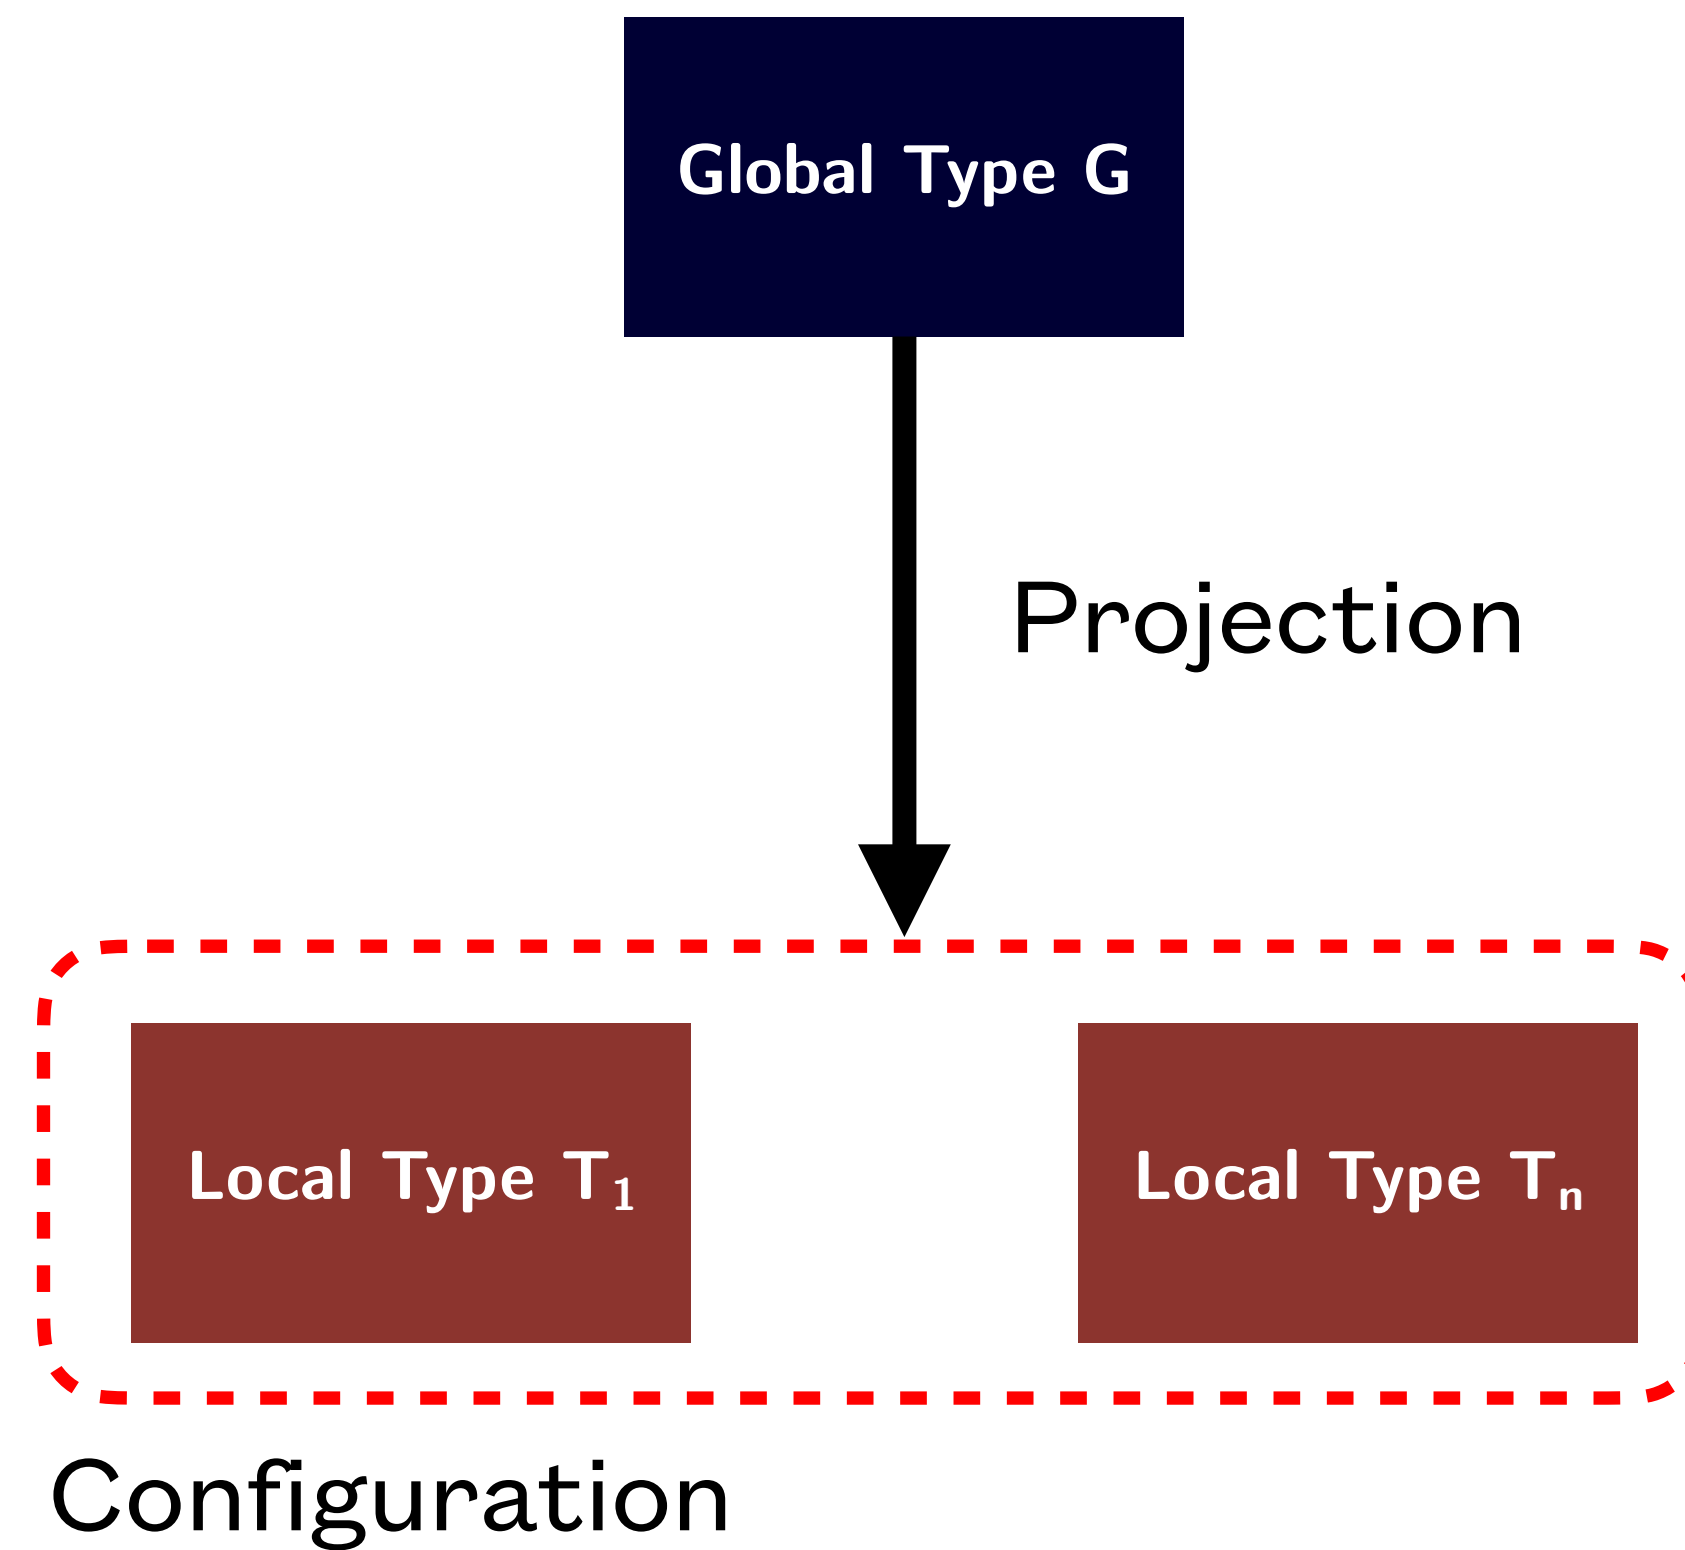 Global Type G
Projection
Local Type T₁
Local Type Tₙ
Configuration